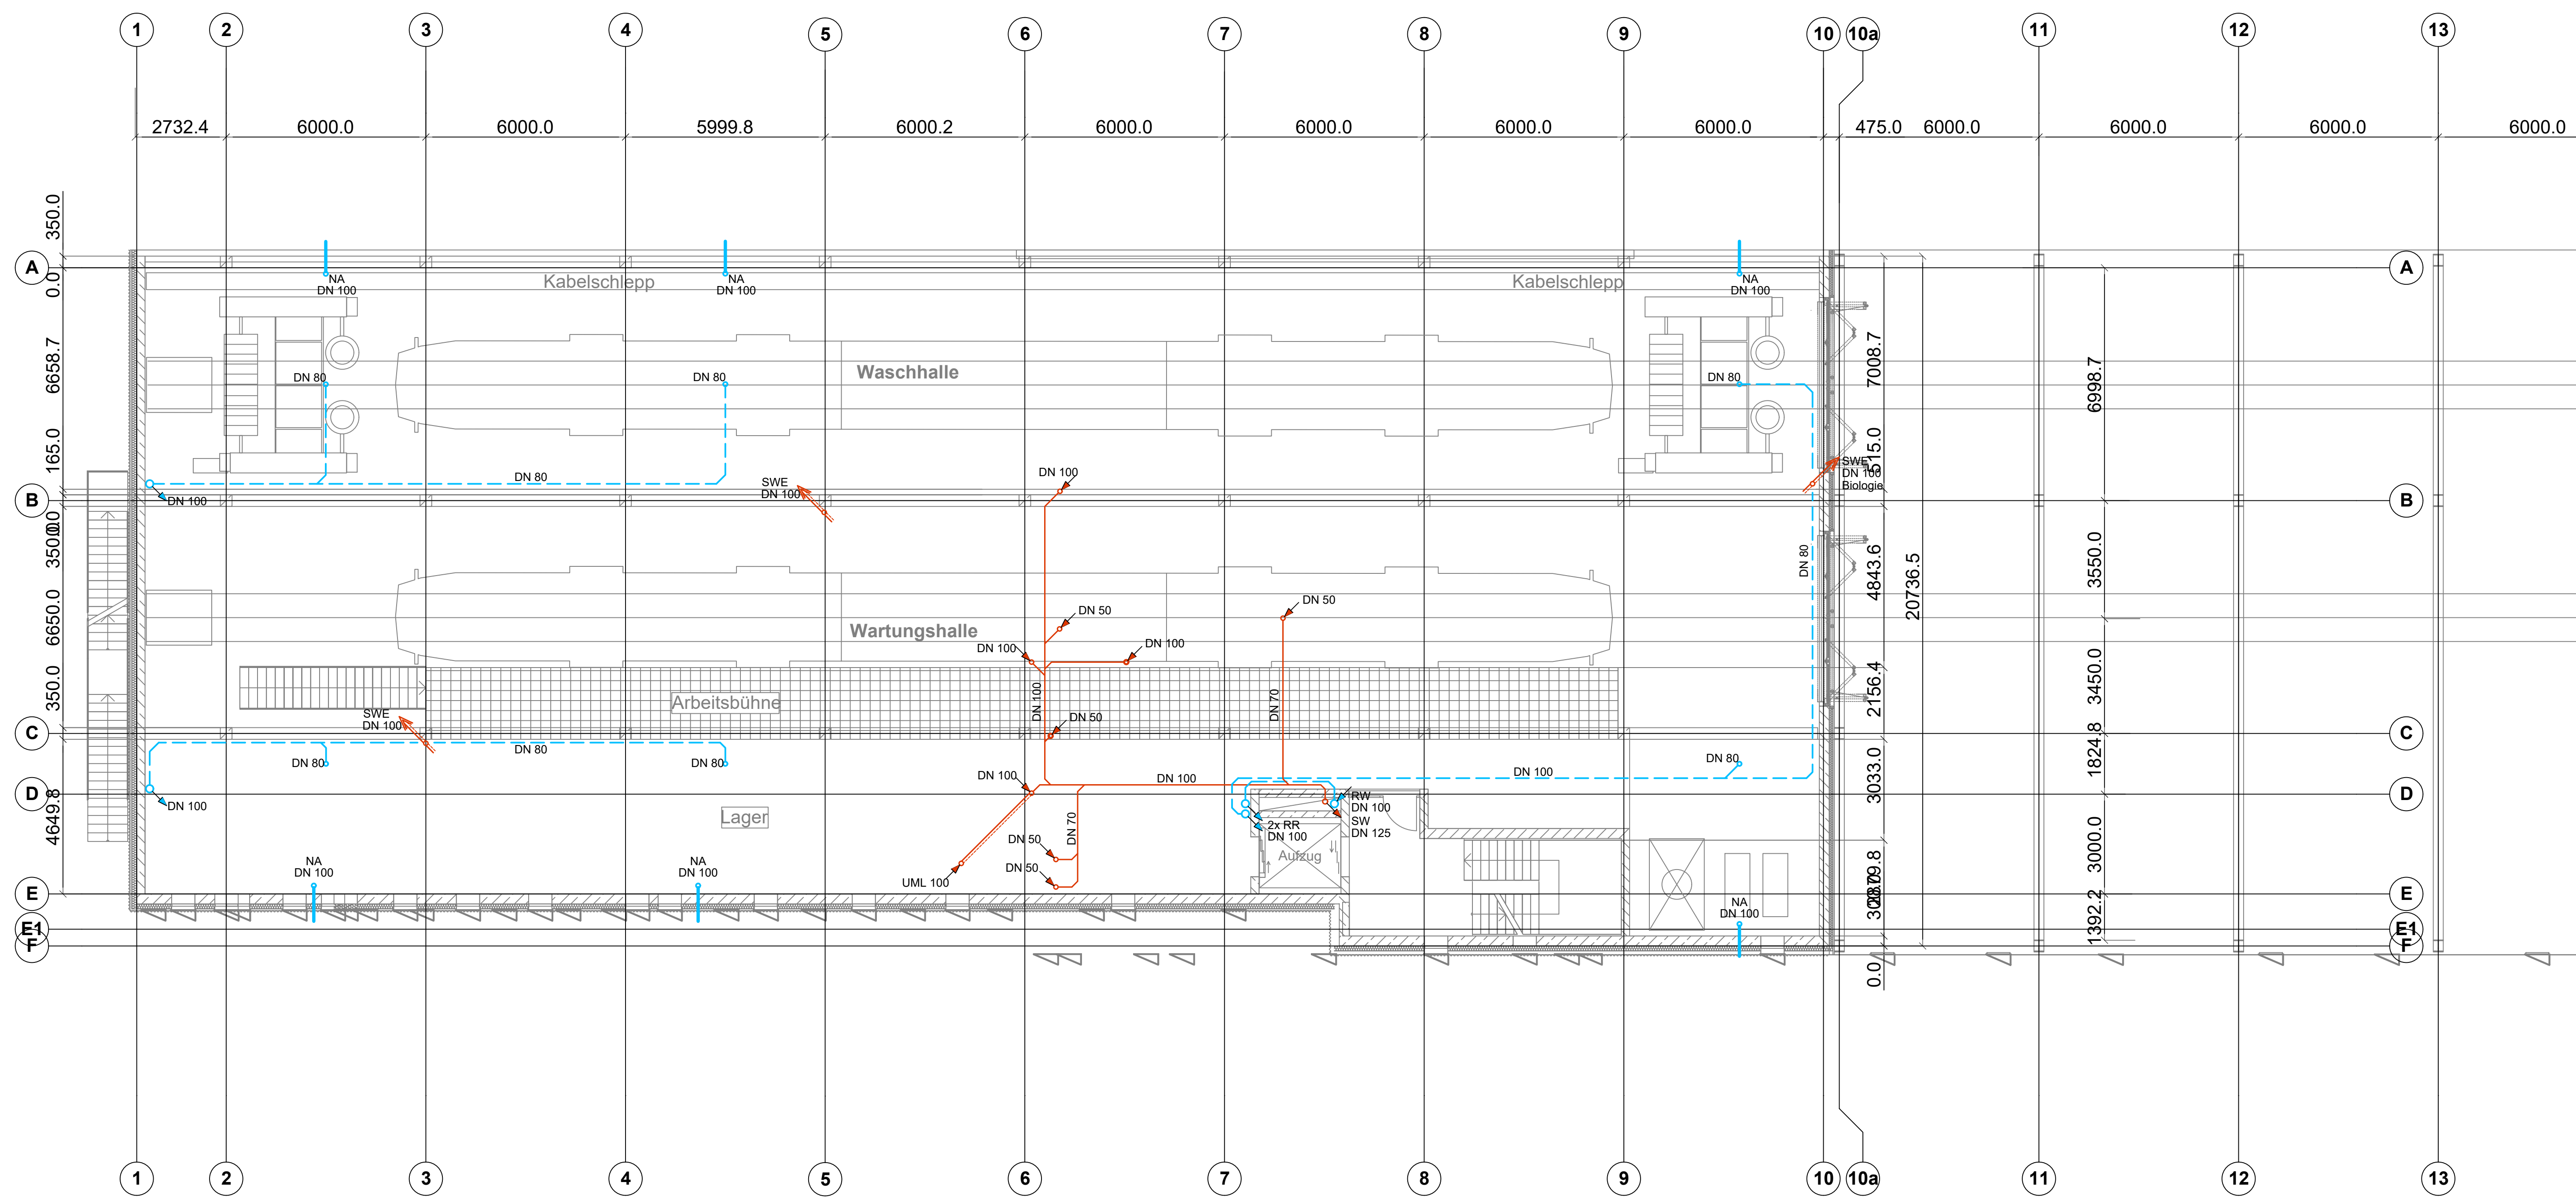 1 2 3 4 5 6 7 8 9 10 10a 11 12 13
2732.4 6000.0 6000.0 5999.8 6000.2 6000.0 6000.0 6000.0 6000.0 475.0 6000.0 6000.0 6000.0 6000.0
350.0
A
0.0
6658.7
165.0
B
6650.0
350.0
C
D
4649.8
E
E1
F
NA
DN 100
Kabelschlepp
NA
DN 100
Kabelschlepp
NA
DN 100
A
Waschhalle
DN 80
DN 80
DN 80
7008.7
6998.7
DN 80
DN 100
SWE
DN 100
DN 100
515.0
SWE
DN 100
Biologie
B
DN 80
4843.6
20736.5
3550.0
DN 50
DN 50
Wartungshalle
DN 100
DN 100
Arbeitsbühne
DN 100
DN 70
2156.4
3450.0
SWE
DN 100
DN 50
C
DN 80
DN 80
DN 80
DN 100
DN 100
DN 100
DN 100
DN 80
3033.0
1824.8
DN 100
D
Lager
DN 70
DN 50
DN 50
UML 100
2x RR
DN 100
RW
DN 100
SW
DN 125
Aufzug
3000.0
2879.8
NA
DN 100
NA
DN 100
NA
DN 100
1392.2
E
E1
F
0.0
1 2 3 4 5 6 7 8 9 10 10a 11 12 13